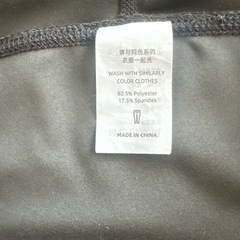 请与同色系的
衣服一起洗
WASH WITH SIMILARLY
COLOR CLOTHES
82.5% Polyester
17.5% Spandex
MADE IN CHINA